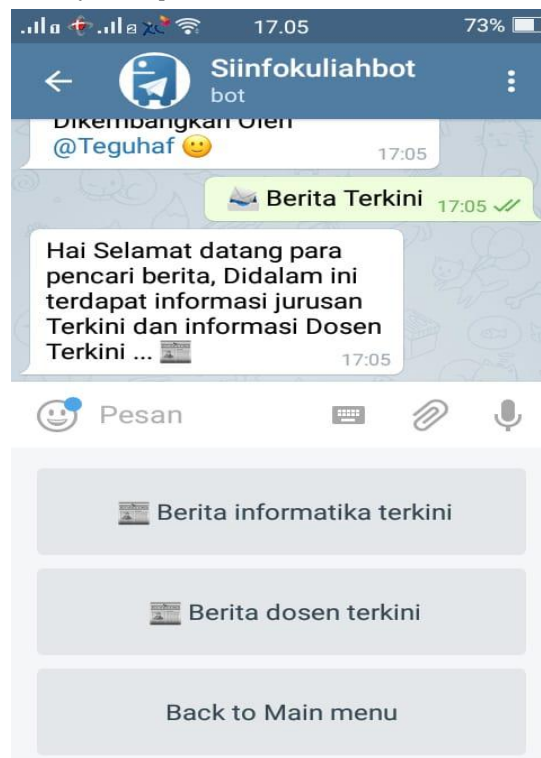 17.05
73%
Siinfokuliahbot
bot
Dikembangkan Oleh
@Teguhaf 🙂
17:05
📨 Berita Terkini 17:05
Hai Selamat datang para
pencari berita, Didalam ini
terdapat informasi jurusan
Terkini dan informasi Dosen
Terkini ... 📰
17:05
Pesan
📰 Berita informatika terkini
📰 Berita dosen terkini
Back to Main menu